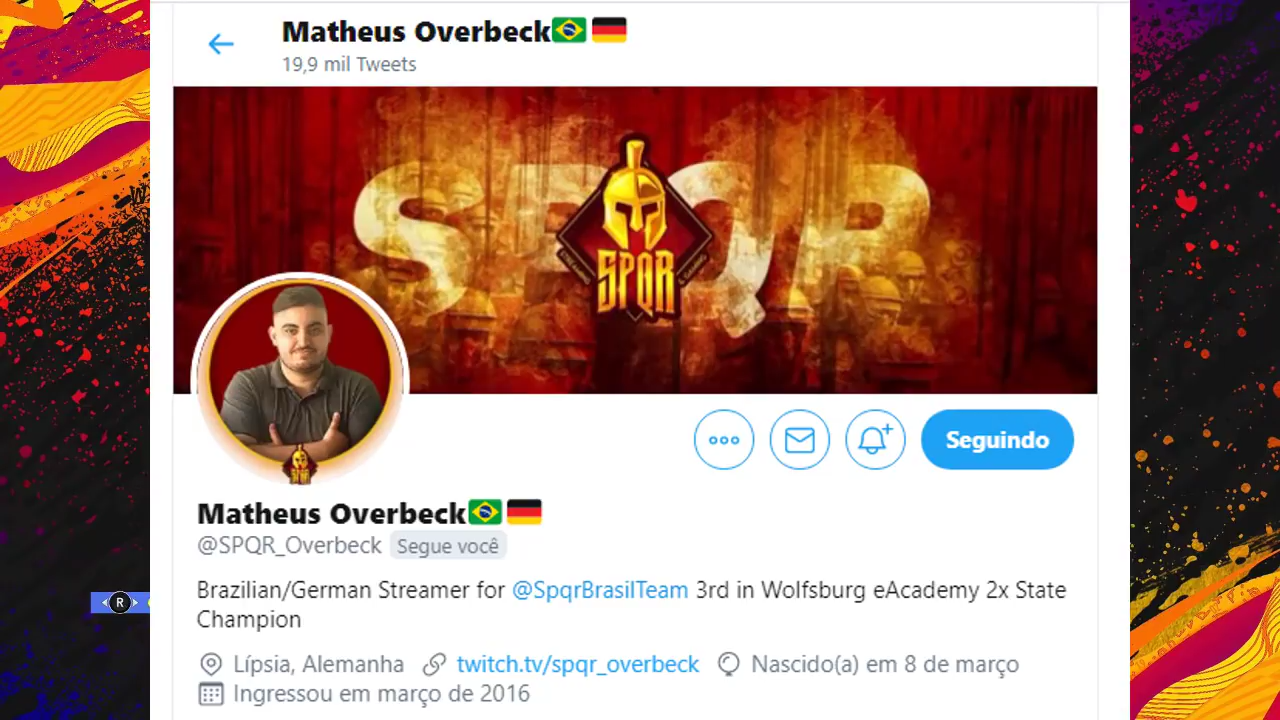 Matheus Overbeck
19,9 mil Tweets
SPQR
SPQR
Seguindo
Matheus Overbeck
@SPQR_Overbeck Segue você
Brazilian/German Streamer for @SpqrBrasilTeam 3rd in Wolfsburg eAcademy 2x State
Champion
Lípsia, Alemanha twitch.tv/spqr_overbeck Nascido(a) em 8 de março
Ingressou em março de 2016
R